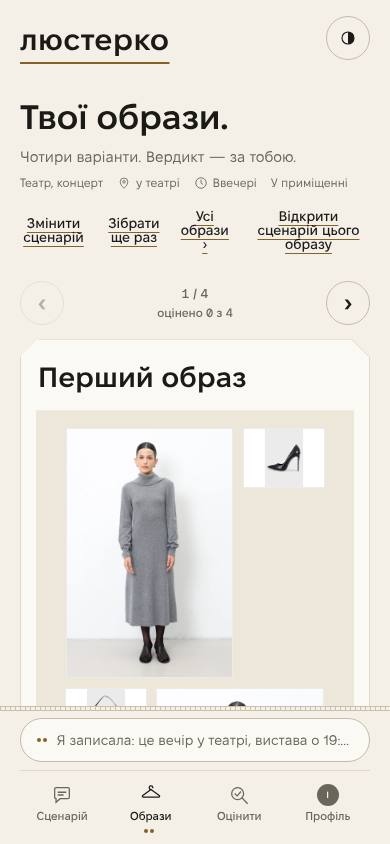 люстерко
Твої образи.
Чотири варіанти. Вердикт — за тобою.
Театр, концерт у театрі Ввечері У приміщенні
Змінити
сценарій
Зібрати
ще раз
Усі
образи
›
Відкрити
сценарій цього
образу
‹
1 / 4
оцінено 0 з 4
›
Перший образ
Я записала: це вечір у театрі, вистава о 19:...
Сценарій
Образи
Оцінити
І
Профіль